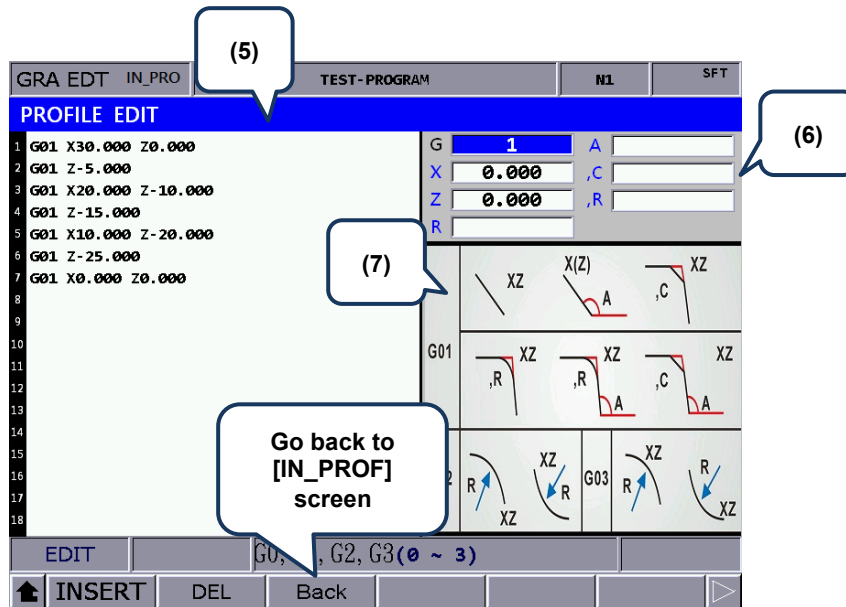 (5)
GRA EDT IN_PRO TEST-PROGRAM N1 SFT
PROFILE EDIT
1 G01 X30.000 Z0.000
2 G01 Z-5.000
3 G01 X20.000 Z-10.000
4 G01 Z-15.000
5 G01 X10.000 Z-20.000
6 G01 Z-25.000
7 G01 X0.000 Z0.000
8
9
10
11
12
13
14
15
16
17
18
G 1 A
X 0.000 ,C
Z 0.000 ,R
R
(6)
(7)
G01
XZ
X(Z) A
XZ ,C
XZ ,R
XZ ,R A
XZ ,C A
2
R XZ
XZ R
G03
XZ R
R XZ
Go back to
[IN_PROF]
screen
EDIT G0, , G2, G3(0 ~ 3)
INSERT DEL Back